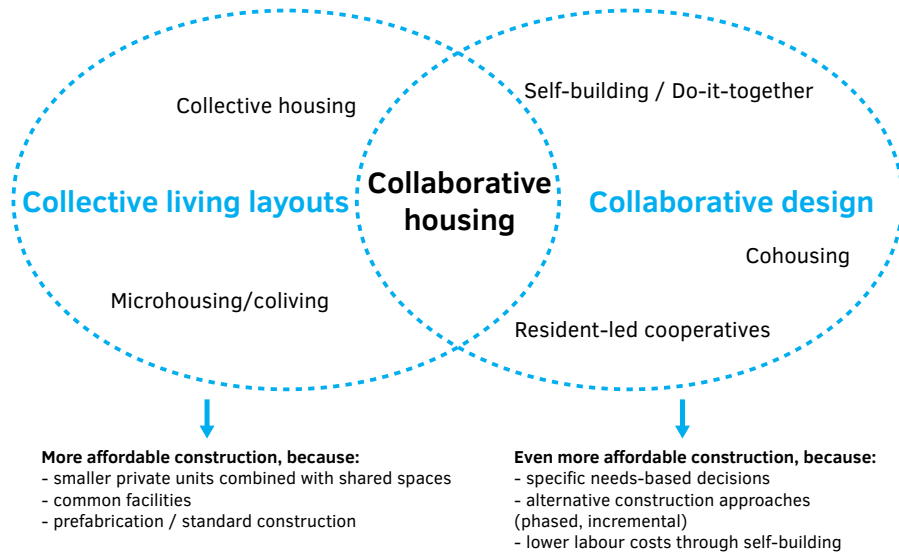 Collective housing
Self-building / Do-it-together
Collective living layouts
Collaborative
housing
Collaborative design
Cohousing
Microhousing/coliving
Resident-led cooperatives
More affordable construction, because:
- smaller private units combined with shared spaces
- common facilities
- prefabrication / standard construction
Even more affordable construction, because:
- specific needs-based decisions
- alternative construction approaches
(phased, incremental)
- lower labour costs through self-building